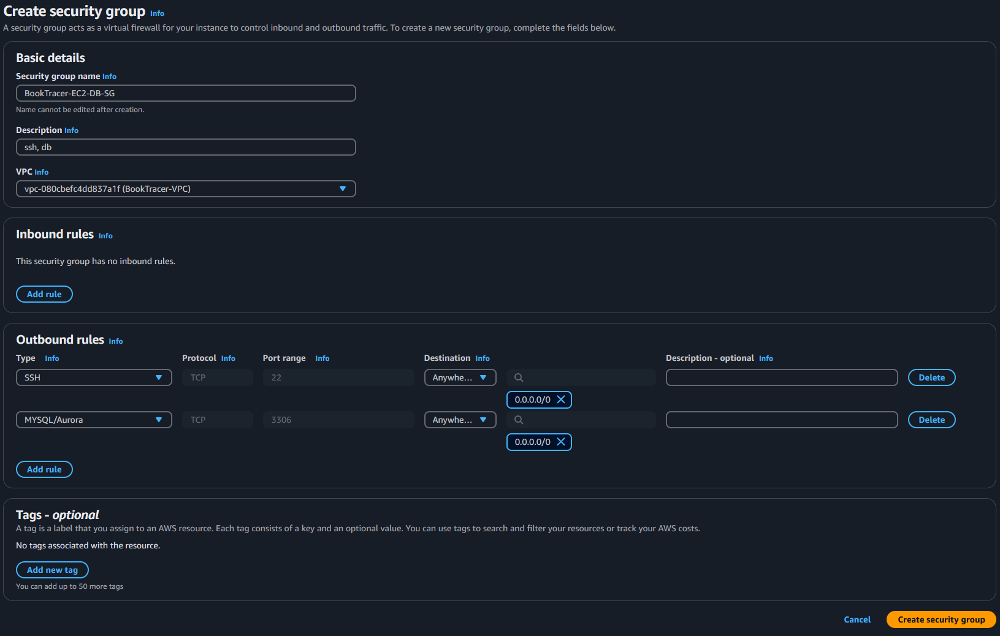 Create security group Info
A security group acts as a virtual firewall for your instance to control inbound and outbound traffic. To create a new security group, complete the fields below.
Basic details
Security group name Info
BookTracer-EC2-DB-SG
Name cannot be edited after creation.
Description Info
ssh, db
VPC Info
vpc-080cbefc4dd837a1f (BookTracer-VPC)
Inbound rules Info
This security group has no inbound rules.
Add rule
Outbound rules Info
Type Info Protocol Info Port range Info Destination Info Description - optional Info
SSH TCP 22 Anywhe... Delete
0.0.0.0/0
MYSQL/Aurora TCP 3306 Anywhe... Delete
0.0.0.0/0
Add rule
Tags - optional
A tag is a label that you assign to an AWS resource. Each tag consists of a key and an optional value. You can use tags to search and filter your resources or track your AWS costs.
No tags associated with the resource.
Add new tag
You can add up to 50 more tags
Cancel Create security group